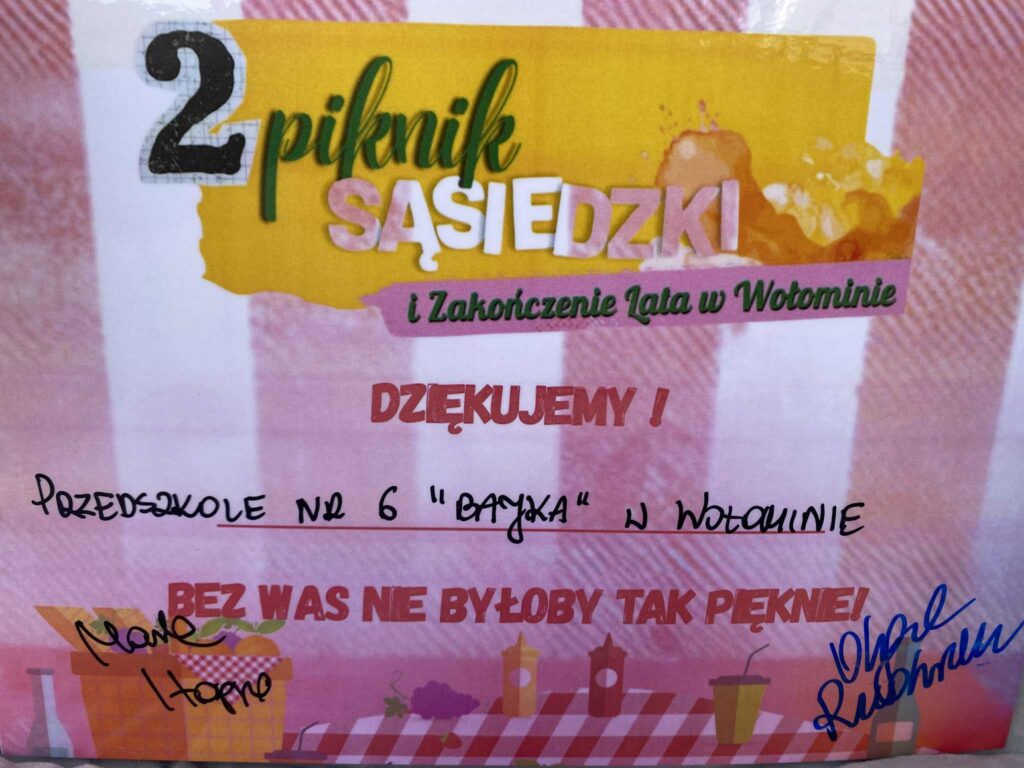 2 piknik
SĄSIEDZKI
i Zakończenie Lata w Wołominie
DZIĘKUJEMY !
PRZEDSZKOLE NR 6 "BAJKA" W WOŁOMINIE
BEZ WAS NIE BYŁOBY TAK PIĘKNIE!